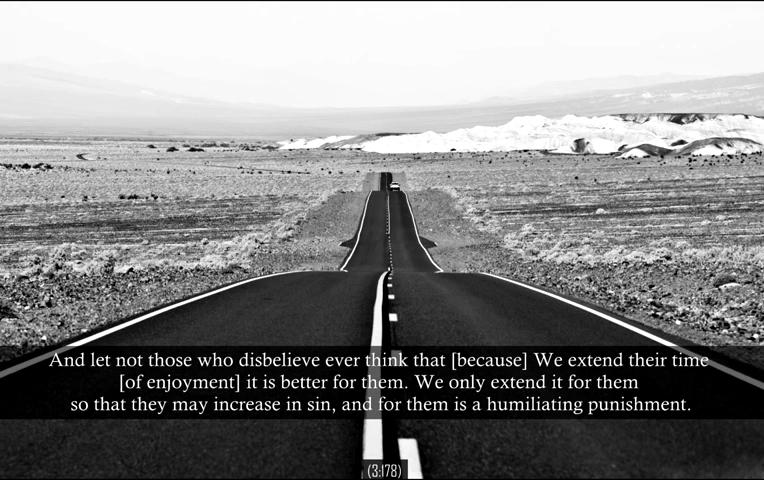 And let not those who disbelieve ever think that [because] We extend their time
[of enjoyment] it is better for them. We only extend it for them
so that they may increase in sin, and for them is a humiliating punishment.
(3:178)